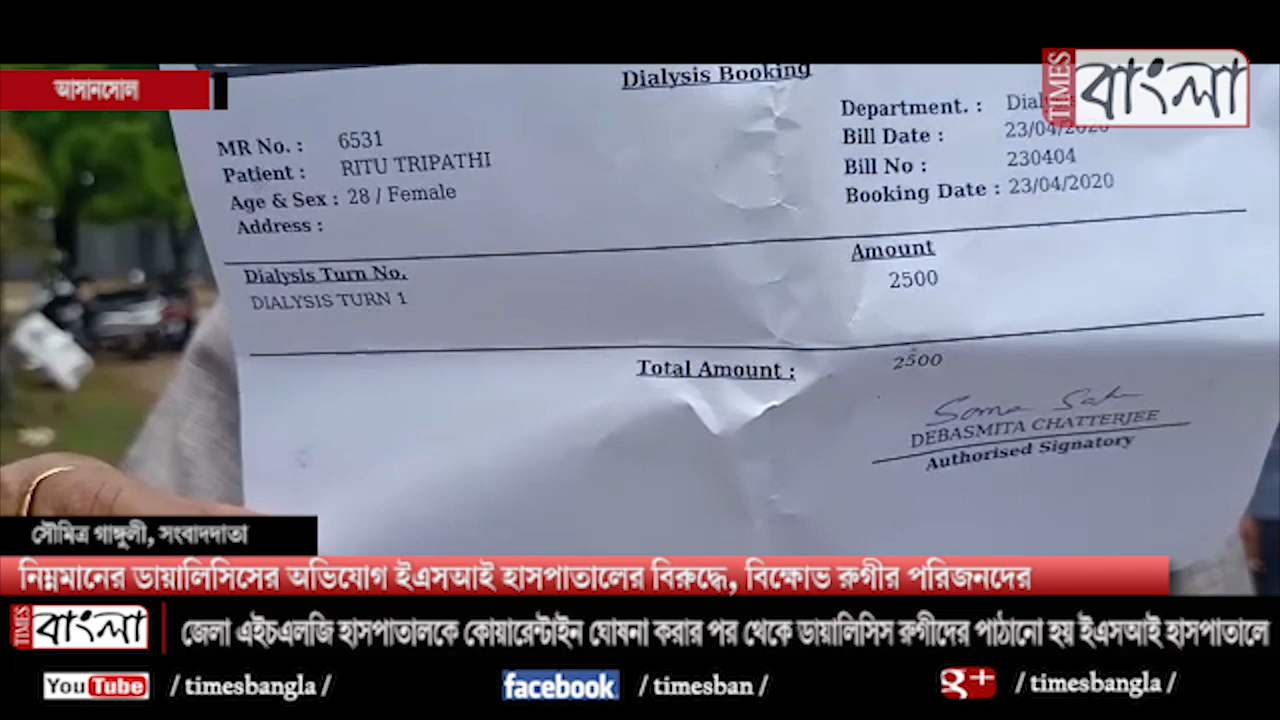 আসানসোল
TIMES
বাংলা
Dialysis Booking
MR No. : 6531
Patient : RITU TRIPATHI
Age & Sex : 28 / Female
Address :
Department. :
Bill Date : 23/04/2020
Bill No : 230404
Booking Date : 23/04/2020
Dialysis Turn No. Amount
DIALYSIS TURN 1 2500
Total Amount : 2500
DEBASMITA CHATTERJEE
Authorised Signatory
সৌমিত্র গাঙ্গুলী, সংবাদদাতা
নিম্নমানের ডায়ালিসিসের অভিযোগ ইএসআই হাসপাতালের বিরুদ্ধে, বিক্ষোভ রুগীর পরিজনদের
TIMES বাংলা
জেলা এইচএলজি হাসপাতালকে কোয়ারেন্টাইন ঘোষনা করার পর থেকে ডায়ালিসিস রুগীদের পাঠানো হয় ইএসআই হাসপাতালে
YouTube / timesbangla / facebook / timesban / g+ / timesbangla /